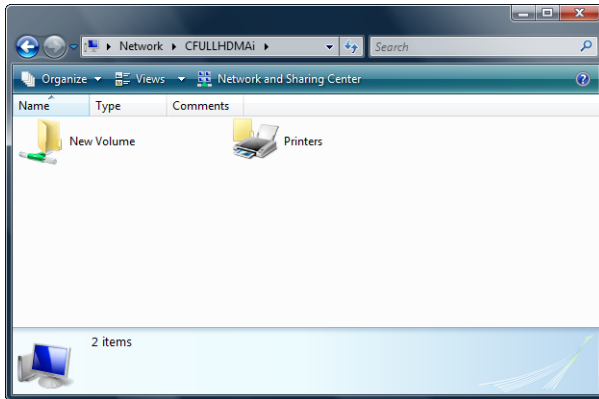 Network CFULLHDMAi Search
Organize Views Network and Sharing Center
Name Type Comments
New Volume Printers
2 items